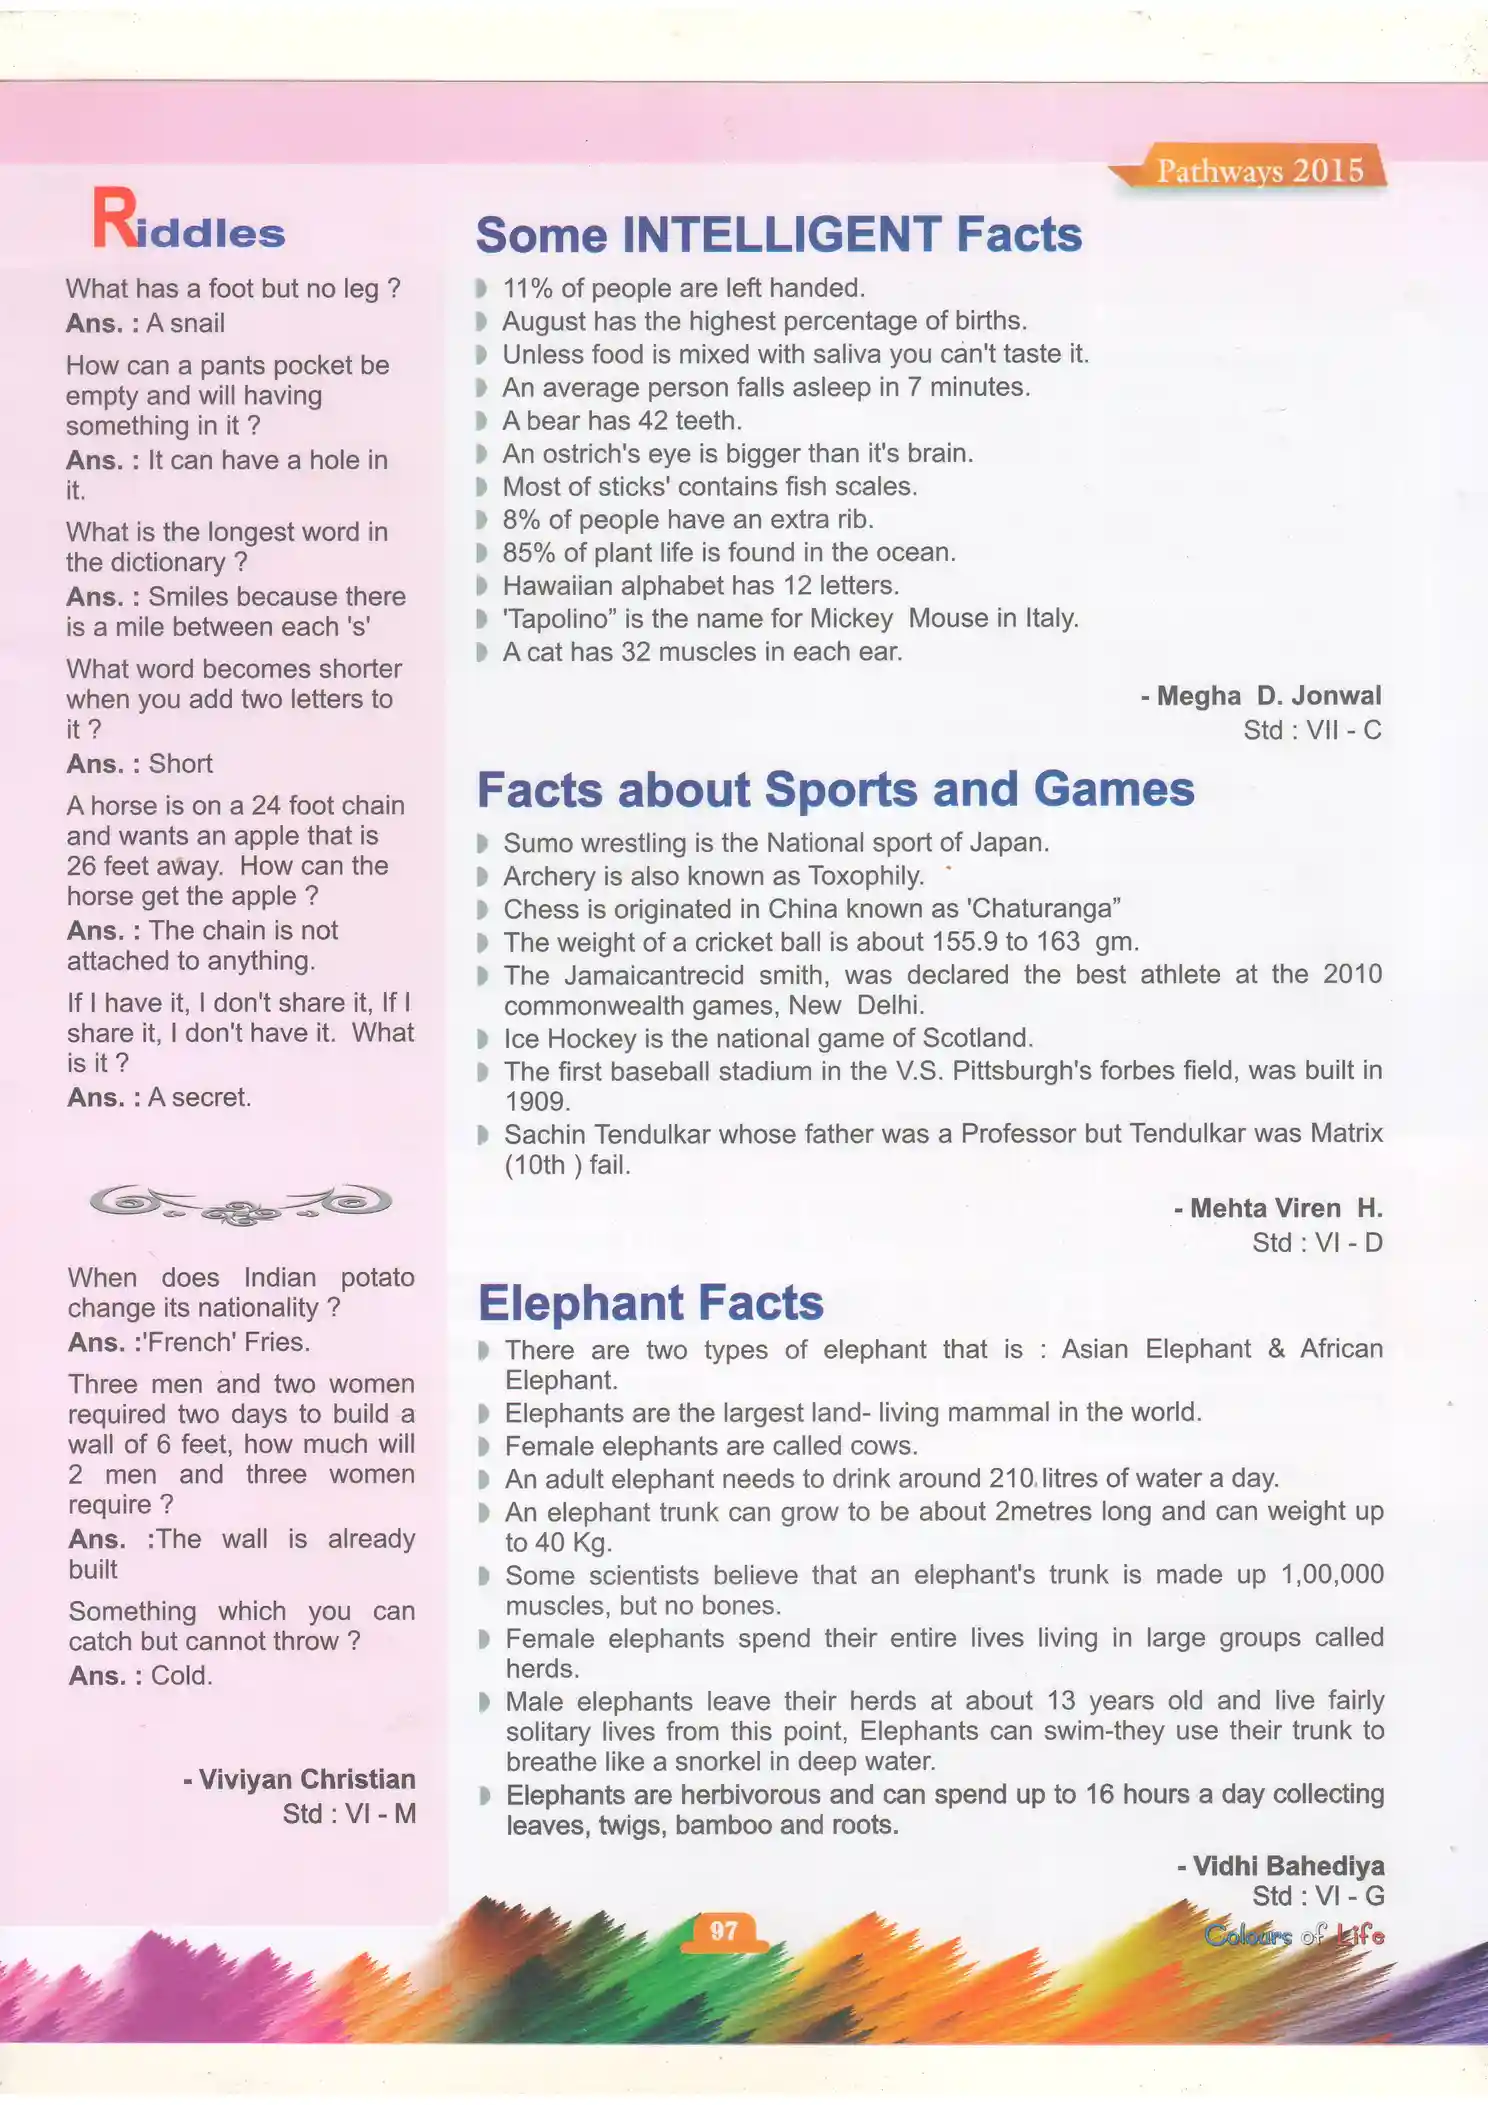 Pathways 2015
Riddles
What has a foot but no leg ?
Ans. : A snail
How can a pants pocket be
empty and will having
something in it ?
Ans. : It can have a hole in
it.
What is the longest word in
the dictionary ?
Ans. : Smiles because there
is a mile between each 's'
What word becomes shorter
when you add two letters to
it ?
Ans. : Short
A horse is on a 24 foot chain
and wants an apple that is
26 feet away. How can the
horse get the apple ?
Ans. : The chain is not
attached to anything.
If I have it, I don't share it, If I
share it, I don't have it. What
is it ?
Ans. : A secret.
When does Indian potato
change its nationality ?
Ans. :'French' Fries.
Three men and two women
required two days to build a
wall of 6 feet, how much will
2 men and three women
require ?
Ans. :The wall is already
built
Something which you can
catch but cannot throw ?
Ans. : Cold.
- Viviyan Christian
Std : VI - M
Some INTELLIGENT Facts
11% of people are left handed.
August has the highest percentage of births.
Unless food is mixed with saliva you can't taste it.
An average person falls asleep in 7 minutes.
A bear has 42 teeth.
An ostrich's eye is bigger than it's brain.
Most of sticks' contains fish scales.
8% of people have an extra rib.
85% of plant life is found in the ocean.
Hawaiian alphabet has 12 letters.
'Tapolino” is the name for Mickey Mouse in Italy.
A cat has 32 muscles in each ear.
- Megha D. Jonwal
Std : VII - C
Facts about Sports and Games
Sumo wrestling is the National sport of Japan.
Archery is also known as Toxophily.
Chess is originated in China known as 'Chaturanga”
The weight of a cricket ball is about 155.9 to 163 gm.
The Jamaicantrecid smith, was declared the best athlete at the 2010
commonwealth games, New Delhi.
Ice Hockey is the national game of Scotland.
The first baseball stadium in the V.S. Pittsburgh's forbes field, was built in
1909.
Sachin Tendulkar whose father was a Professor but Tendulkar was Matrix
(10th ) fail.
- Mehta Viren H.
Std : VI - D
Elephant Facts
There are two types of elephant that is : Asian Elephant & African
Elephant.
Elephants are the largest land- living mammal in the world.
Female elephants are called cows.
An adult elephant needs to drink around 210 litres of water a day.
An elephant trunk can grow to be about 2metres long and can weight up
to 40 Kg.
Some scientists believe that an elephant's trunk is made up 1,00,000
muscles, but no bones.
Female elephants spend their entire lives living in large groups called
herds.
Male elephants leave their herds at about 13 years old and live fairly
solitary lives from this point, Elephants can swim-they use their trunk to
breathe like a snorkel in deep water.
Elephants are herbivorous and can spend up to 16 hours a day collecting
leaves, twigs, bamboo and roots.
- Vidhi Bahediya
Std : VI - G
97
Colours of Life